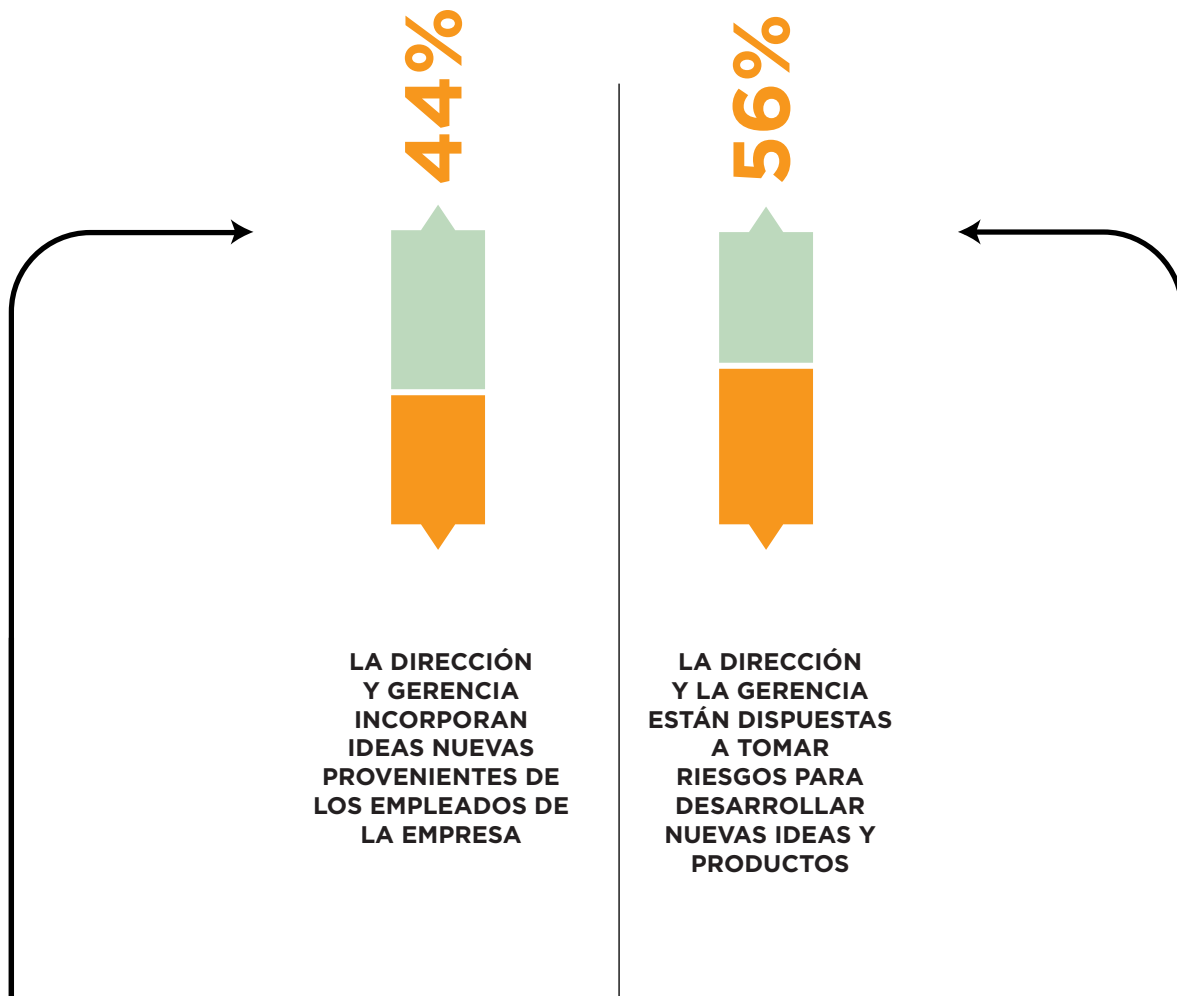 44%
LA DIRECCIÓN
Y GERENCIA
INCORPORAN
IDEAS NUEVAS
PROVENIENTES DE
LOS EMPLEADOS DE
LA EMPRESA
56%
LA DIRECCIÓN
Y LA GERENCIA
ESTÁN DISPUESTAS
A TOMAR
RIESGOS PARA
DESARROLLAR
NUEVAS IDEAS Y
PRODUCTOS